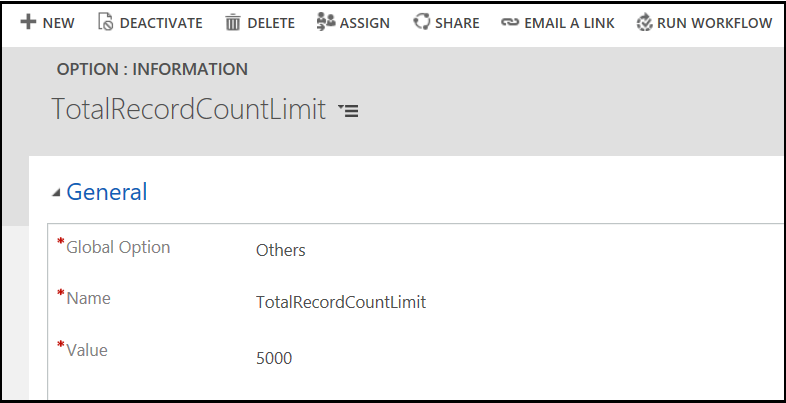 NEW DEACTIVATE DELETE ASSIGN SHARE EMAIL A LINK RUN WORKFLOW
OPTION : INFORMATION
TotalRecordCountLimit
General
*Global Option Others
*Name TotalRecordCountLimit
*Value 5000